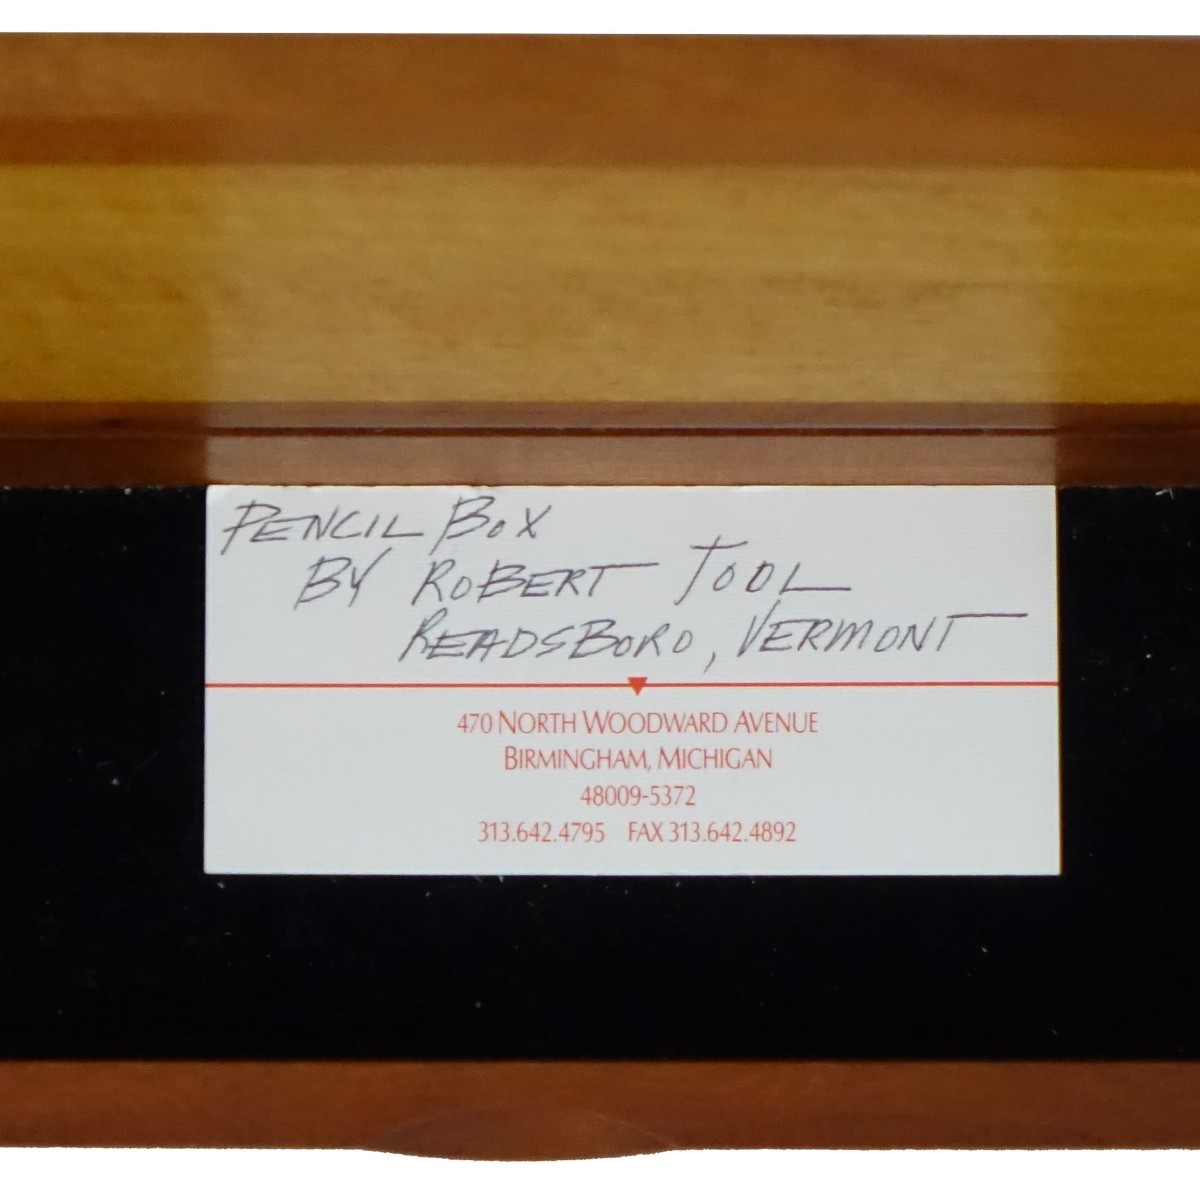 PENCIL BOX
BY ROBERT TOOL
READSBORO, VERMONT
470 NORTH WOODWARD AVENUE
BIRMINGHAM, MICHIGAN
48009-5372
313.642.4795 FAX 313.642.4892